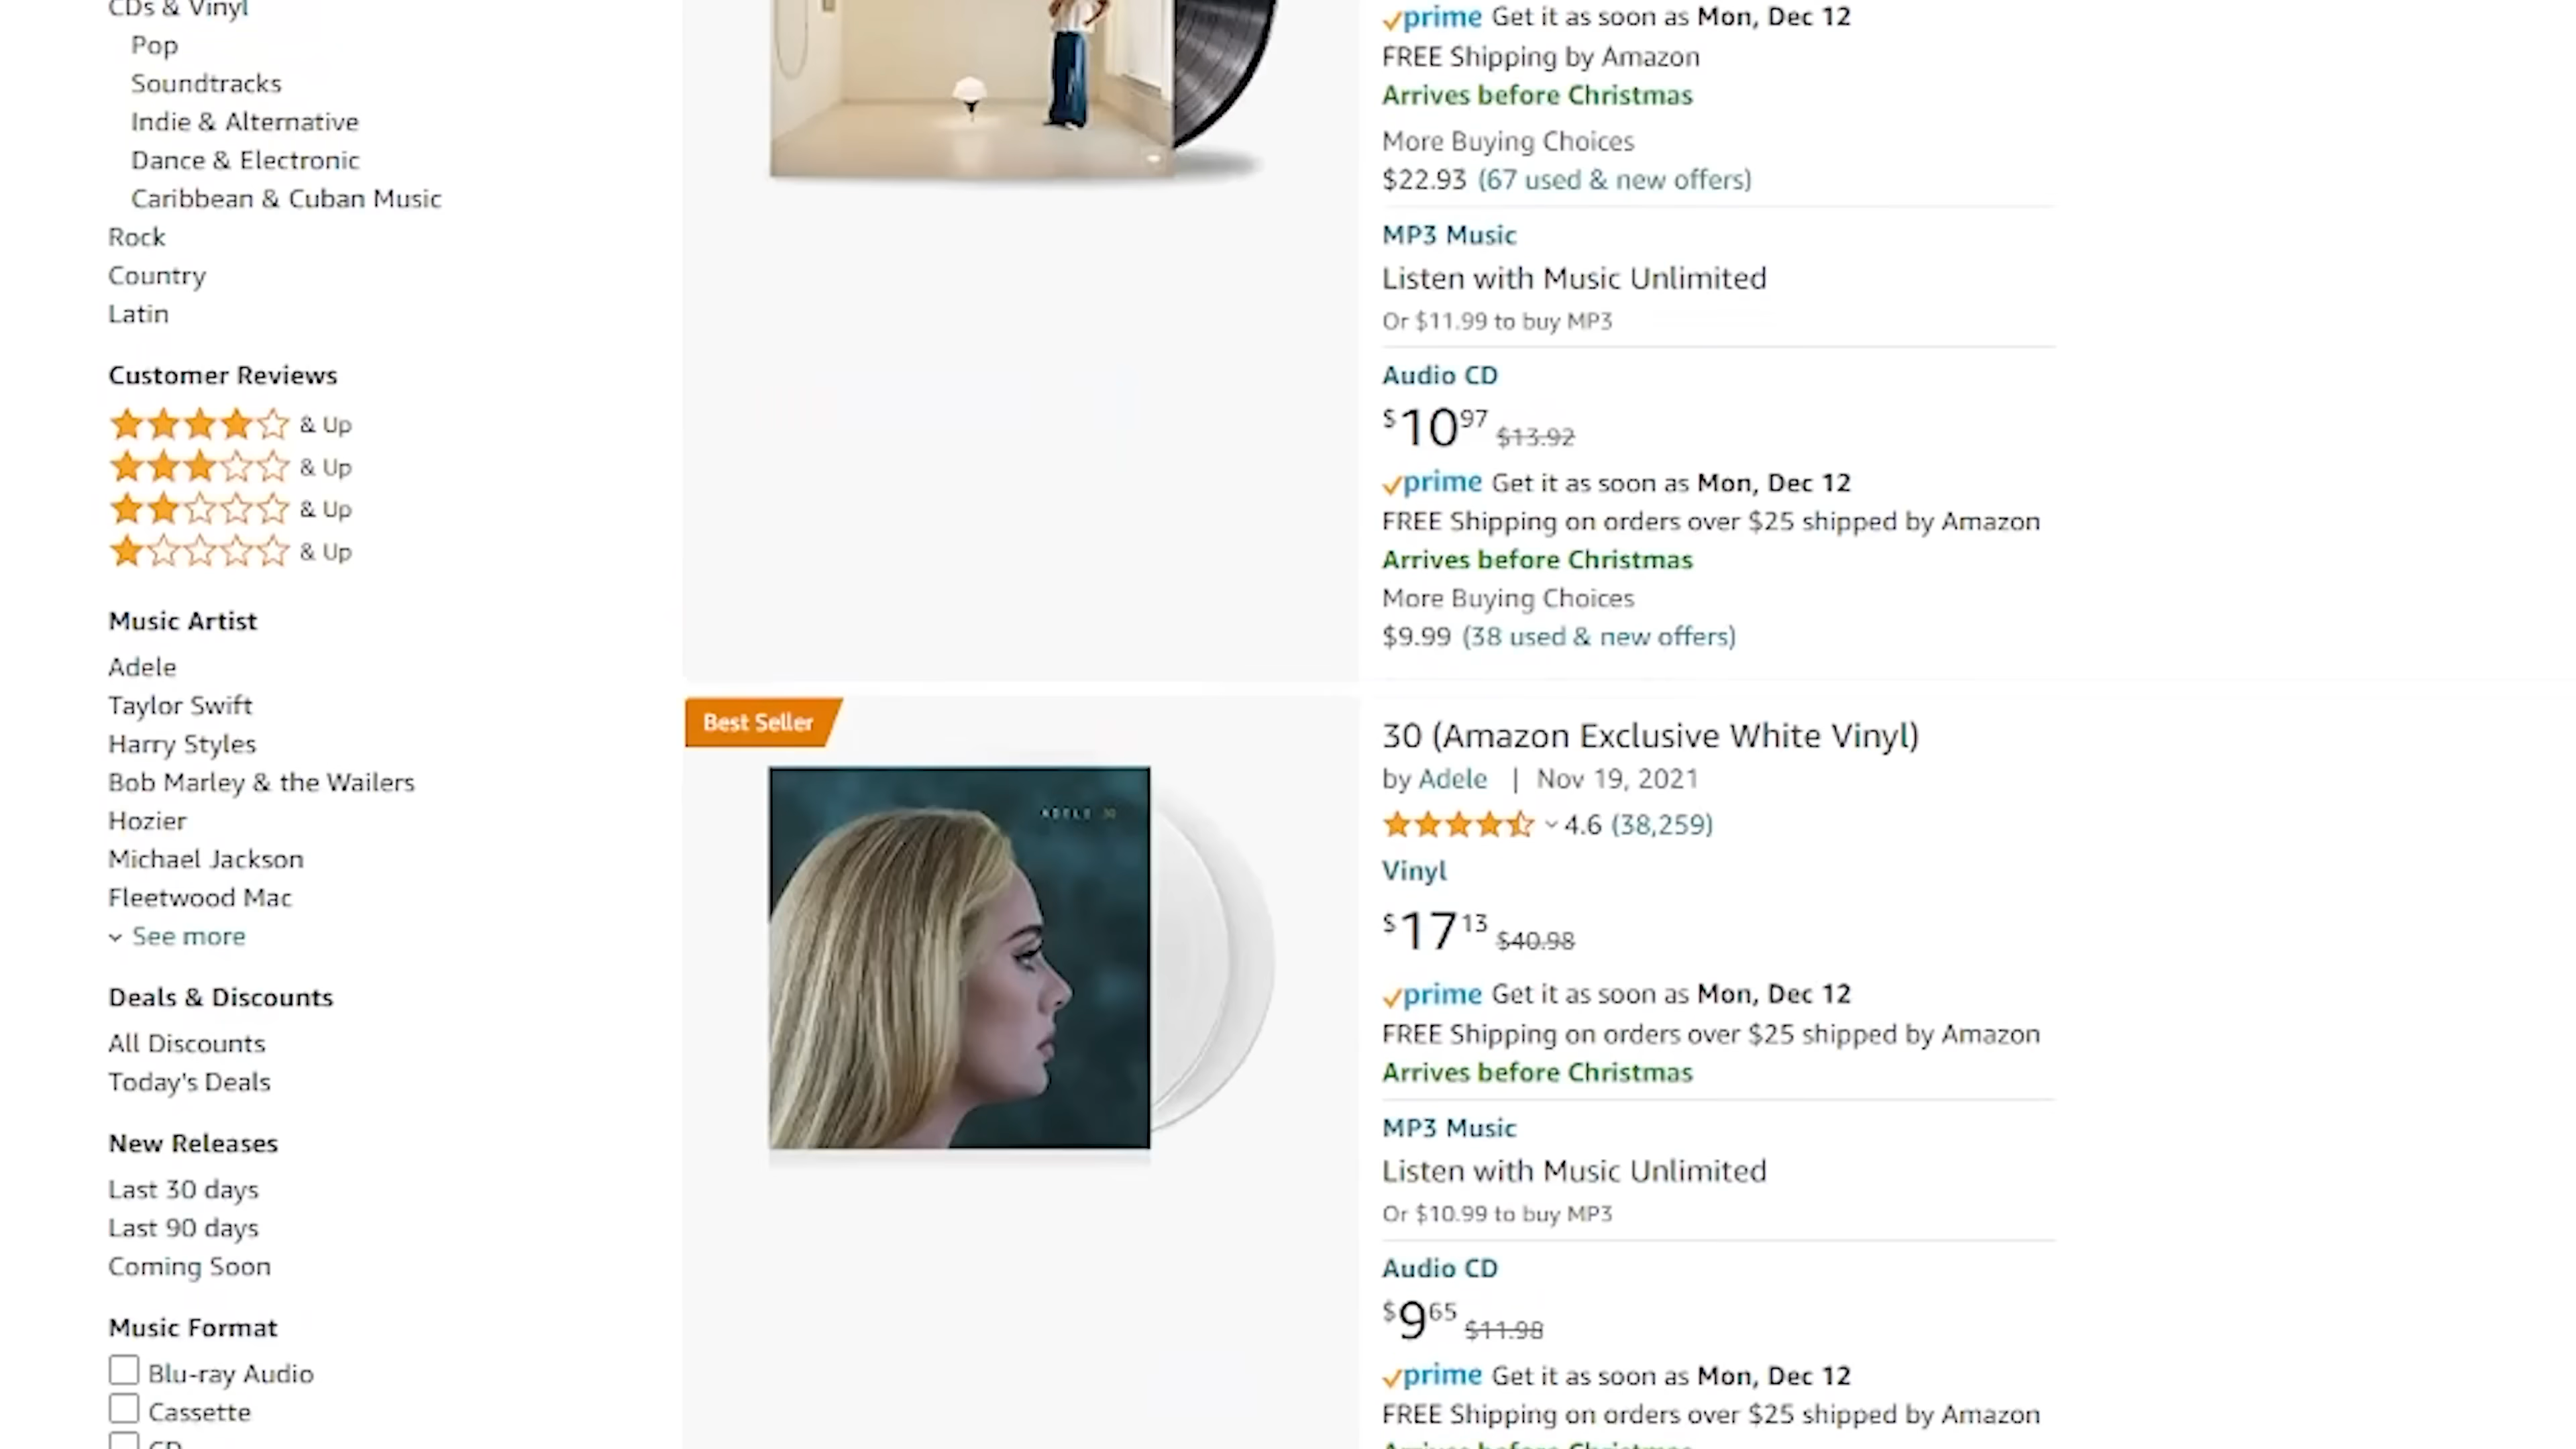 CDs & Vinyl
Pop
Soundtracks
Indie & Alternative
Dance & Electronic
Caribbean & Cuban Music
Rock
Country
Latin
Customer Reviews
& Up
& Up
& Up
& Up
Music Artist
Adele
Taylor Swift
Harry Styles
Bob Marley & the Wailers
Hozier
Michael Jackson
Fleetwood Mac
See more
Deals & Discounts
All Discounts
Today's Deals
New Releases
Last 30 days
Last 90 days
Coming Soon
Music Format
Blu-ray Audio
Cassette
CD
prime Get it as soon as Mon, Dec 12
FREE Shipping by Amazon
Arrives before Christmas
More Buying Choices
$22.93 (67 used & new offers)
MP3 Music
Listen with Music Unlimited
Or $11.99 to buy MP3
Audio CD
$1097 $13.92
prime Get it as soon as Mon, Dec 12
FREE Shipping on orders over $25 shipped by Amazon
Arrives before Christmas
More Buying Choices
$9.99 (38 used & new offers)
Best Seller
ADELE 30
30 (Amazon Exclusive White Vinyl)
by Adele | Nov 19, 2021
4.6 (38,259)
Vinyl
$1713 $40.98
prime Get it as soon as Mon, Dec 12
FREE Shipping on orders over $25 shipped by Amazon
Arrives before Christmas
MP3 Music
Listen with Music Unlimited
Or $10.99 to buy MP3
Audio CD
$965 $11.98
prime Get it as soon as Mon, Dec 12
FREE Shipping on orders over $25 shipped by Amazon
Arrives before Christmas